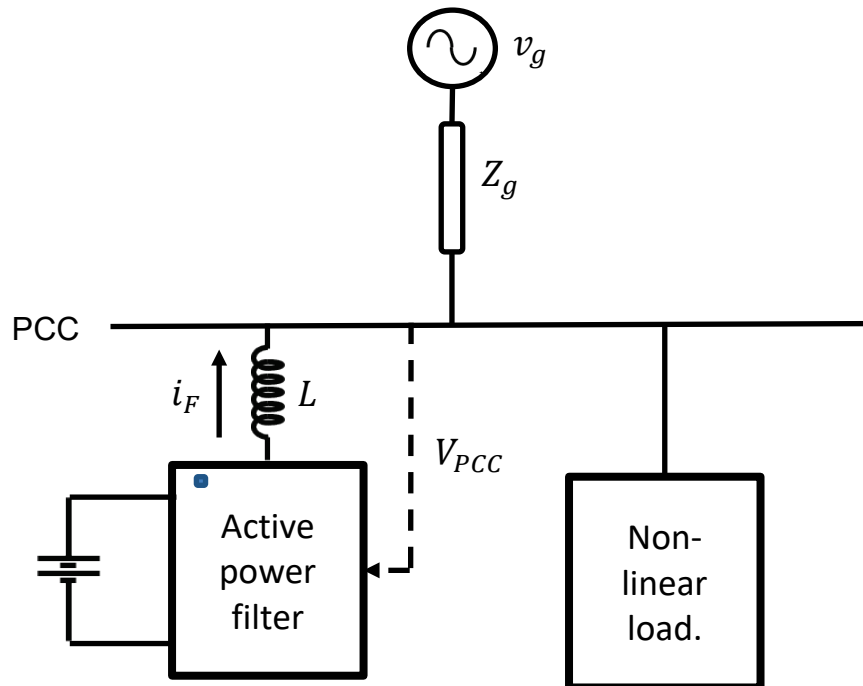 v_g
Z_g
PCC
i_F
L
V_PCC
Active
power
filter
Non-
linear
load.